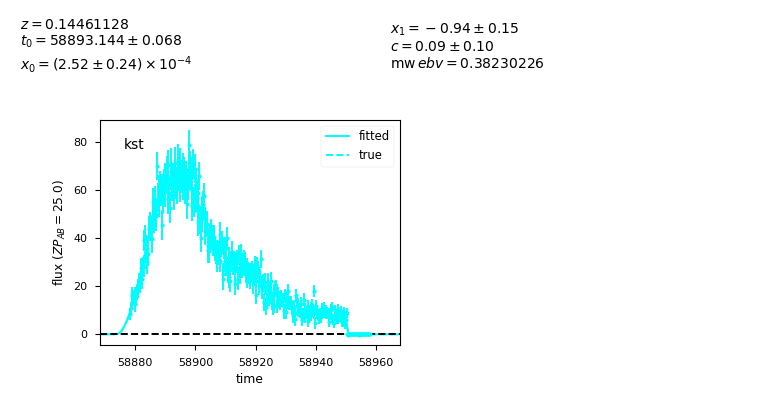 z = 0.14461128
t₀ = 58893.144 ± 0.068
x₀ = (2.52 ± 0.24) × 10⁻⁴
x₁ = −0.94 ± 0.15
c = 0.09 ± 0.10
mw ebv = 0.38230226
kst
fitted
true
80
60
40
20
0
flux (ZP_AB = 25.0)
58880 58900 58920 58940 58960
time